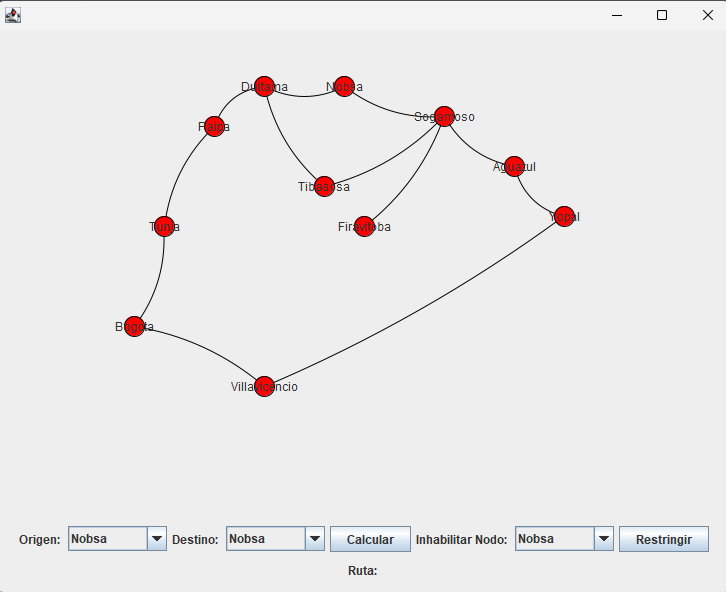 Duitama
Nobsa
Sogamoso
Paipa
Aguazul
Tibasosa
Yopal
Tunja
Firavitoba
Bogota
Villavicencio
Origen: Nobsa Destino: Nobsa Calcular Inhabilitar Nodo: Nobsa Restringir
Ruta: